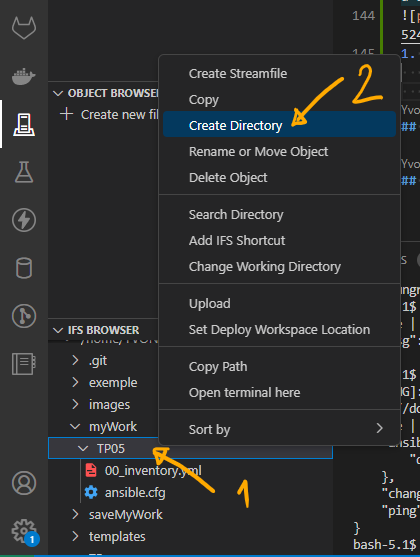 144
![p
524
145
1.
OBJECT BROWSER
Create new fil
Create Streamfile
Copy
Create Directory
Rename or Move Object
Delete Object
Search Directory
Add IFS Shortcut
Change Working Directory
Upload
Set Deploy Workspace Location
Copy Path
Open terminal here
Sort by
2
Yvo
##
Yvo
##
IFS BROWSER
.git
exemple
images
myWork
TP05
00_inventory.yml
ansible.cfg
saveMyWork
templates
1
1
},
"chang
"ping"
}
bash-5.1$